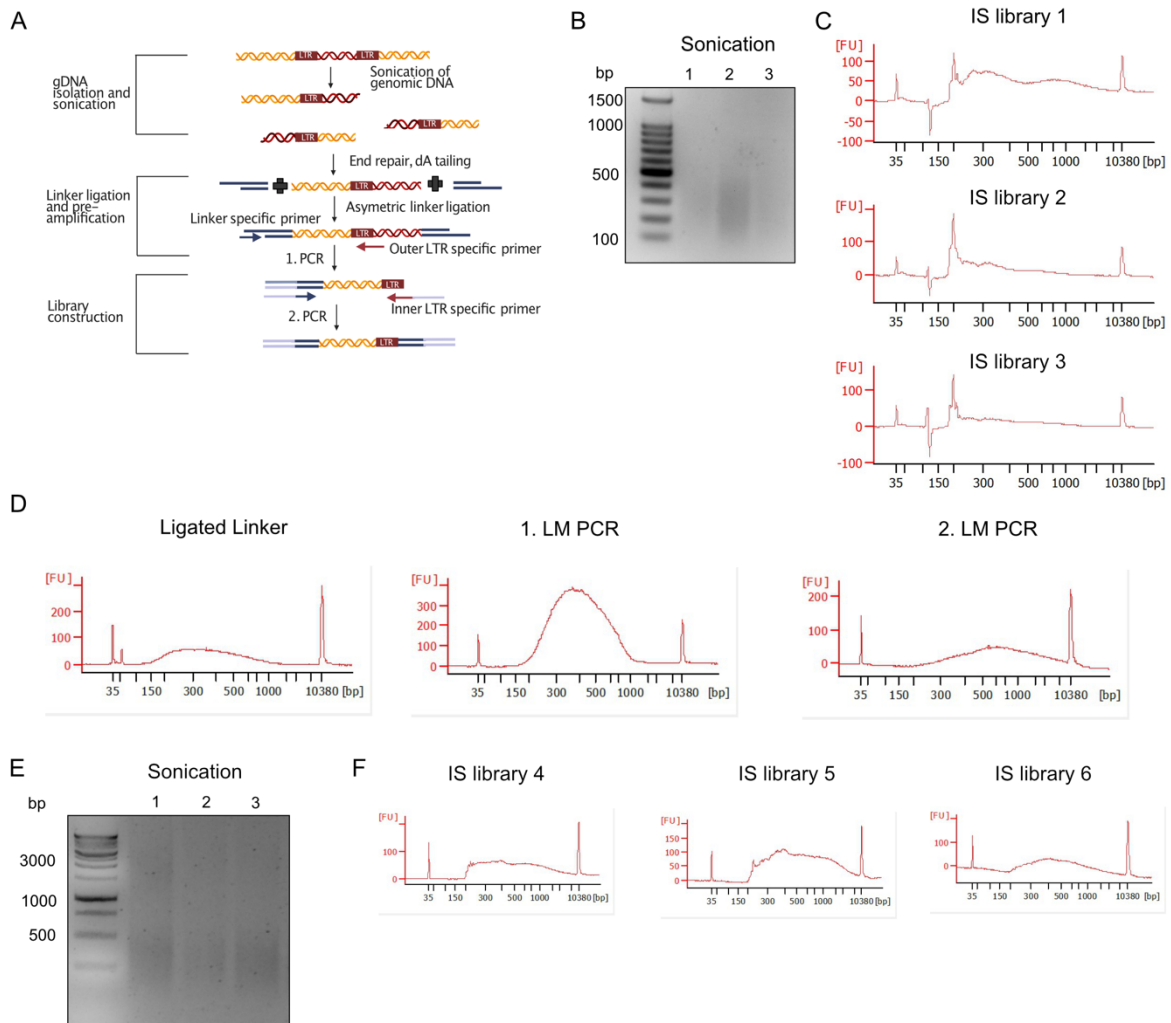 A
LTR LTR
gDNA
isolation and
sonication
Sonication of
genomic DNA
LTR
LTR
LTR
End repair, dA tailing
Linker ligation
and pre-
amplification
LTR
Asymetric linker ligation
Linker specific primer
LTR
Outer LTR specific primer
1. PCR
Library
construction
LTR
Inner LTR specific primer
2. PCR
LTR
B
Sonication
bp 1 2 3
1500
1000
500
100
C
IS library 1
[FU]
100
50
0
-50
-100
35 150 300 500 1000 10380 [bp]
IS library 2
[FU]
100
0
35 150 300 500 1000 10380 [bp]
IS library 3
[FU]
100
0
-100
35 150 300 500 1000 10380 [bp]
D
Ligated Linker
[FU]
200
100
0
35 150 300 500 1000 10380 [bp]
1. LM PCR
[FU]
300
200
100
0
35 150 300 500 1000 10380 [bp]
2. LM PCR
[FU]
200
100
0
35 150 300 500 1000 10380 [bp]
E
Sonication
bp 1 2 3
3000
1000
500
F
IS library 4
[FU]
100
0
35 150 300 500 1000 10380 [bp]
IS library 5
[FU]
150
100
50
0
35 150 300 500 1000 10380 [bp]
IS library 6
[FU]
100
0
35 150 300 500 1000 10380 [bp]